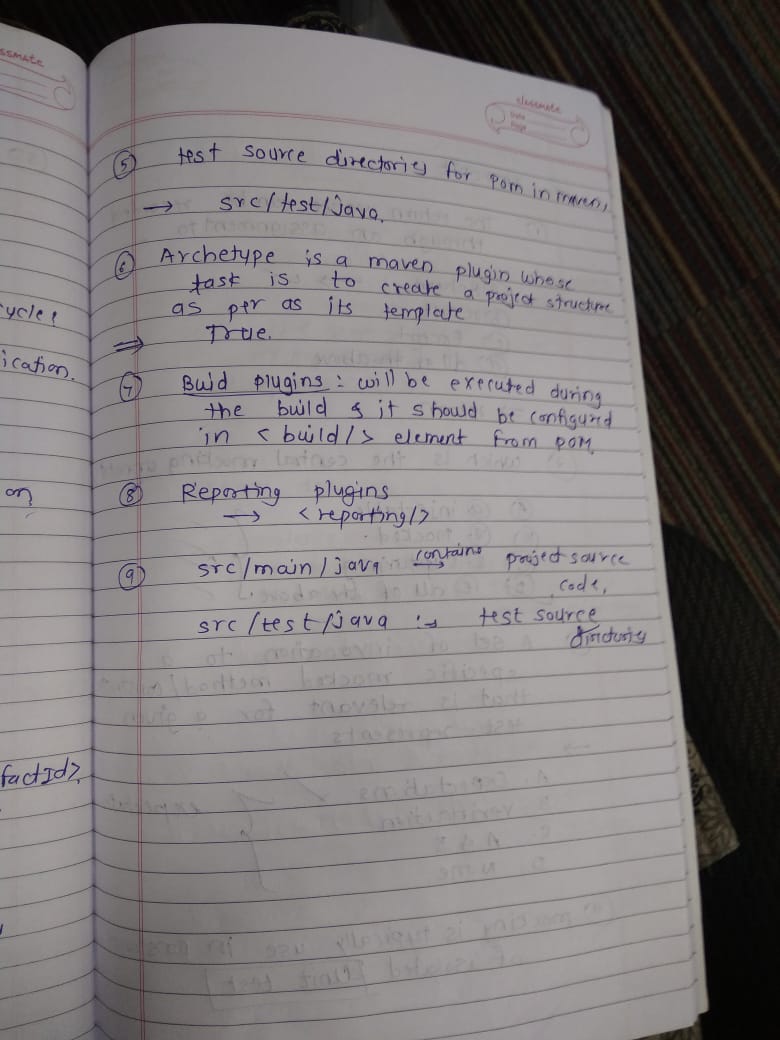 ssmate
ycle?
ication.
on
factId>
classmate
Date
Page
⑤ test source directories for pom in maven,
→ src/test/java.
⑥ Archetype is a maven plugin whose
task is to create a project structure
as per as its template
⇒ True.
⑦ Buid plugins : will be executed during
the build & it should be configured
in <build/> element from POM
⑧ Reporting plugins
→ <reporting/>
⑨ src/main/java contains → project source
code,
src/test/java :→ test source
directory